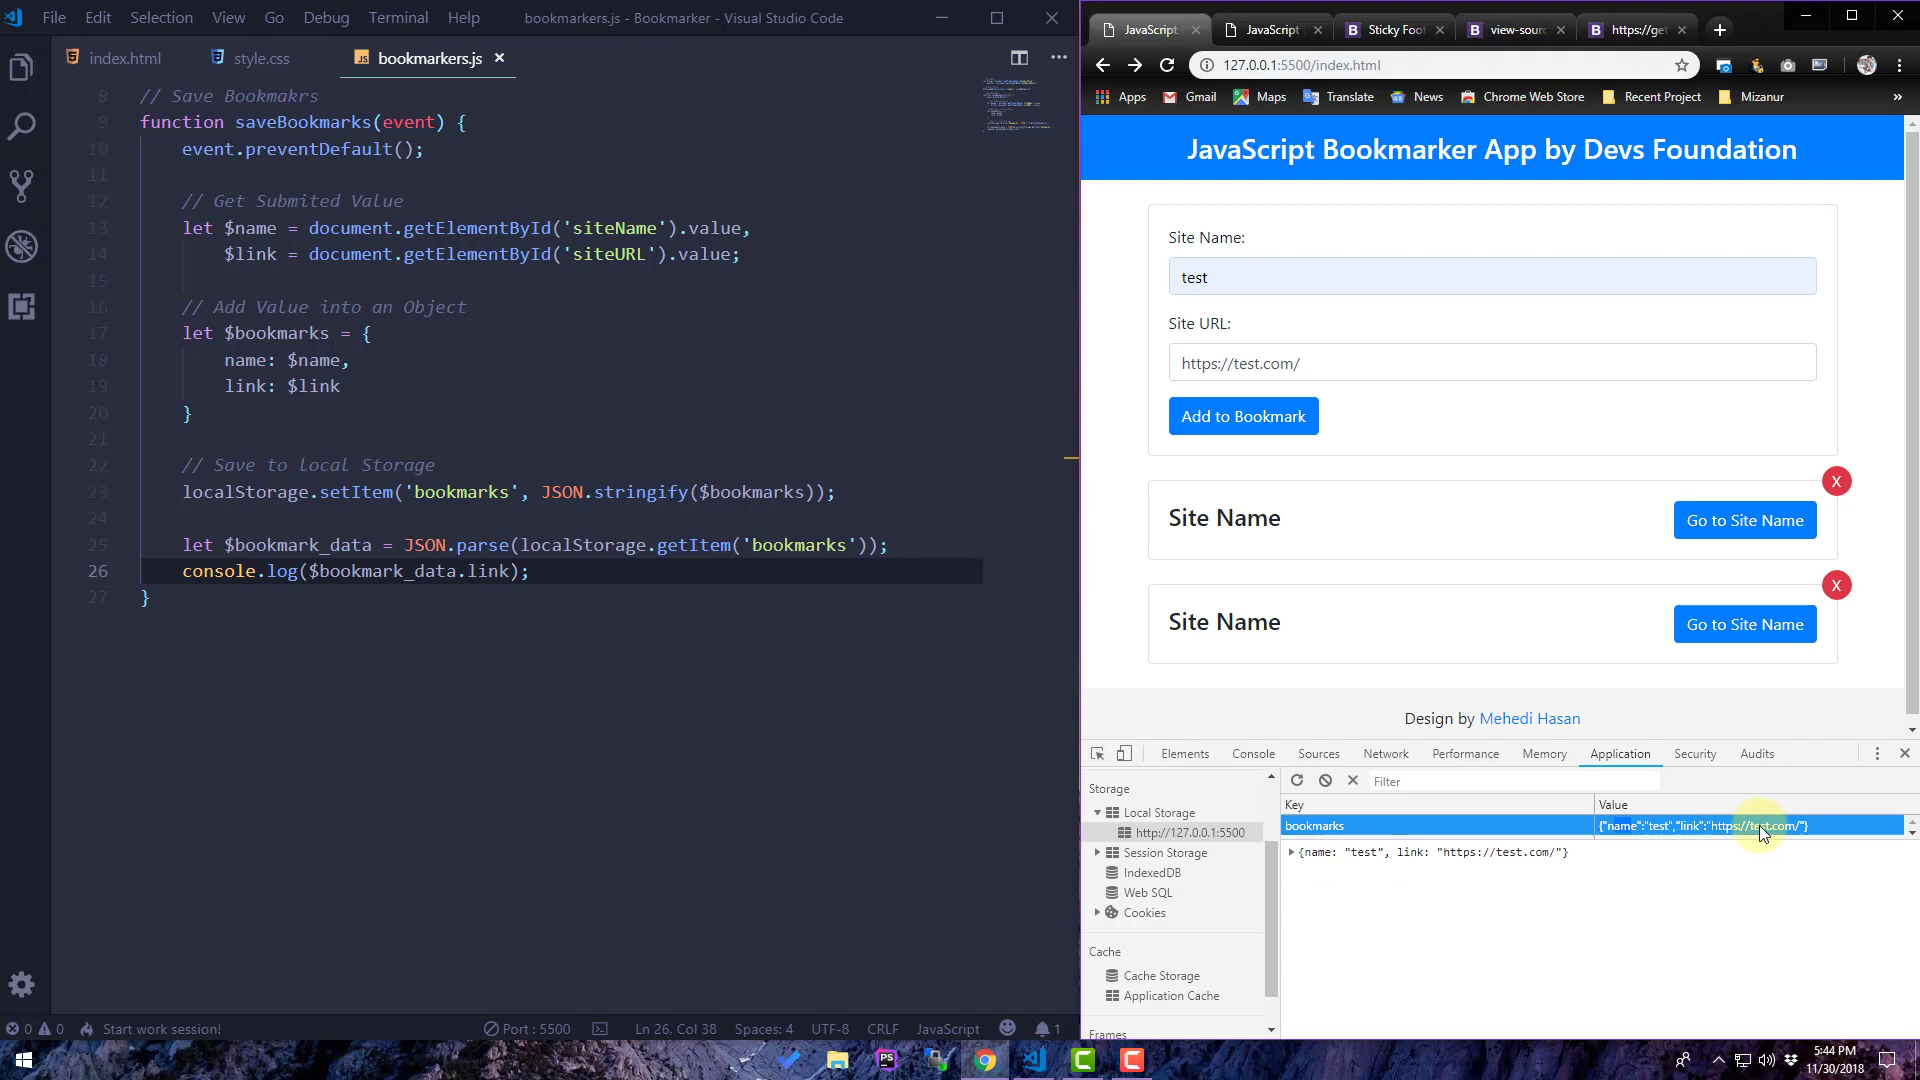 File Edit Selection View Go Debug Terminal Help bookmarkers.js - Bookmarker - Visual Studio Code
index.html style.css JS bookmarkers.js
8 // Save Bookmakrs
9 function saveBookmarks(event) {
10 event.preventDefault();
11
12 // Get Submited Value
13 let $name = document.getElementById('siteName').value,
14 $link = document.getElementById('siteURL').value;
15
16 // Add Value into an Object
17 let $bookmarks = {
18 name: $name,
19 link: $link
20 }
21
22 // Save to local Storage
23 localStorage.setItem('bookmarks', JSON.stringify($bookmarks));
24
25 let $bookmark_data = JSON.parse(localStorage.getItem('bookmarks'));
26 console.log($bookmark_data.link);
27 }
0 0 Start work session! Port : 5500 Ln 26, Col 38 Spaces: 4 UTF-8 CRLF JavaScript 1
JavaScript JavaScript Sticky Foot view-sourc https://get
127.0.0.1:5500/index.html
Apps Gmail Maps Translate News Chrome Web Store Recent Project Mizanur »
JavaScript Bookmarker App by Devs Foundation
Site Name:
test
Site URL:
https://test.com/
Add to Bookmark
X
Site Name Go to Site Name
X
Site Name Go to Site Name
Design by Mehedi Hasan
Elements Console Sources Network Performance Memory Application Security Audits
Storage
Local Storage
http://127.0.0.1:5500
Session Storage
IndexedDB
Web SQL
Cookies
Cache
Cache Storage
Application Cache
Frames
Filter
Key Value
bookmarks {"name":"test","link":"https://test.com/"}
{name: "test", link: "https://test.com/"}
PS
5:44 PM
11/30/2018